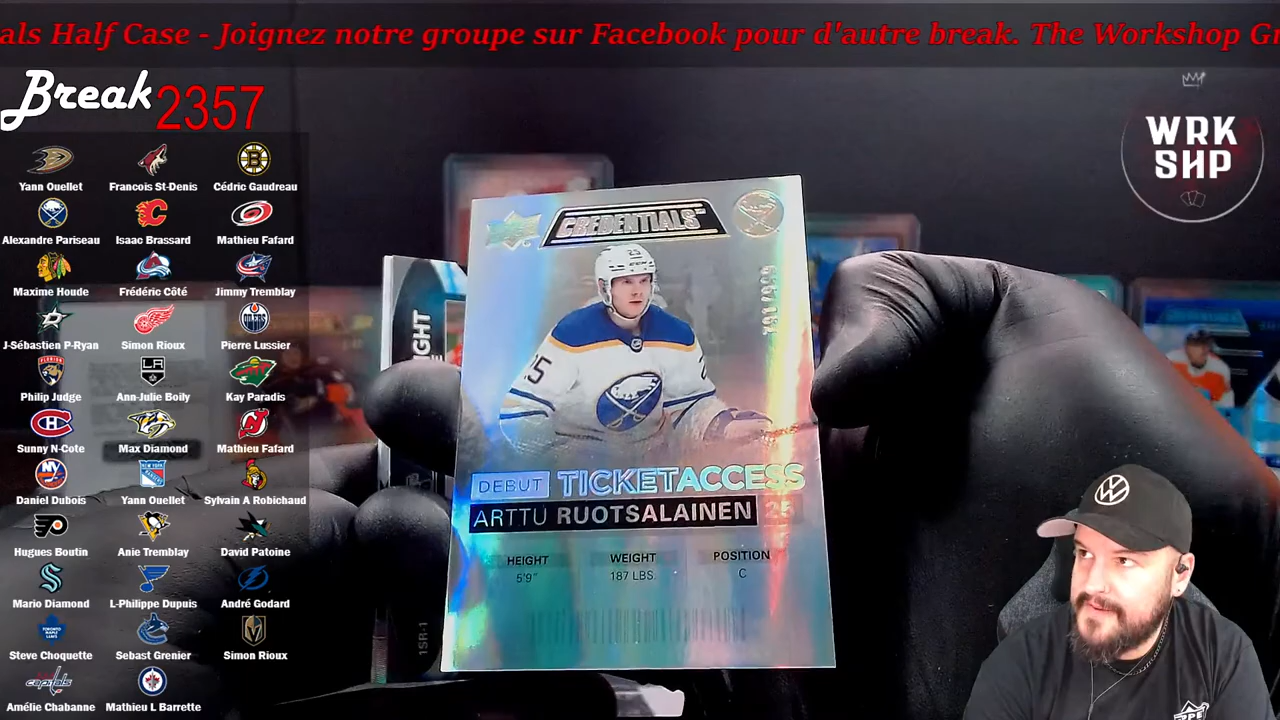 als Half Case - Joignez notre groupe sur Facebook pour d'autre break. The Workshop Gr
Break 2357
WRK
SHP
Yann Ouellet Francois St-Denis Cédric Gaudreau
Alexandre Pariseau Isaac Brassard Mathieu Fafard
Maxime Houde Frédéric Côté Jimmy Tremblay
J-Sébastien P-Ryan Simon Rioux Pierre Lussier
Philip Judge Ann-Julie Boily Kay Paradis
Sunny N-Cote Max Diamond Mathieu Fafard
Daniel Dubois Yann Ouellet Sylvain A Robichaud
Hugues Boutin Anie Tremblay David Patoine
Mario Diamond L-Philippe Dupuis André Godard
Steve Choquette Sebast Grenier Simon Rioux
Amélie Chabanne Mathieu L Barrette
CREDENTIALS
DEBUT TICKETACCESS
ARTTU RUOTSALAINEN 25
HEIGHT WEIGHT POSITION
5'9" 187 LBS. C
25